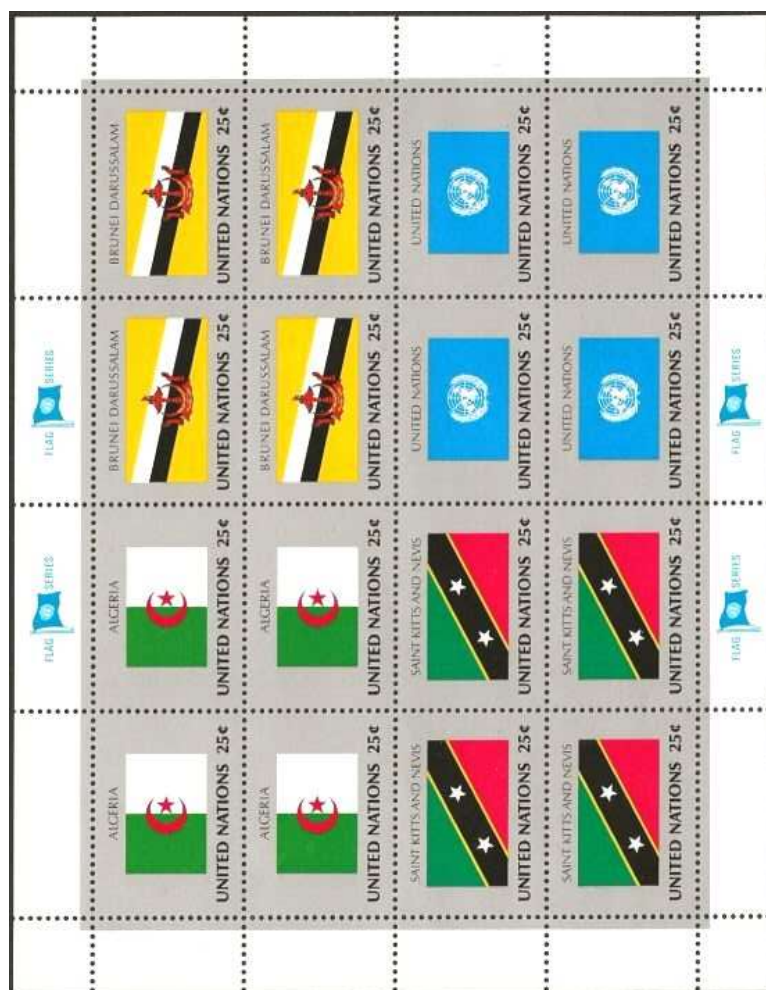 FLAG SERIES
FLAG SERIES
ALGERIA
UNITED NATIONS 25¢
ALGERIA
UNITED NATIONS 25¢
BRUNEI DARUSSALAM
UNITED NATIONS 25¢
BRUNEI DARUSSALAM
UNITED NATIONS 25¢
ALGERIA
UNITED NATIONS 25¢
ALGERIA
UNITED NATIONS 25¢
BRUNEI DARUSSALAM
UNITED NATIONS 25¢
BRUNEI DARUSSALAM
UNITED NATIONS 25¢
SAINT KITTS AND NEVIS
UNITED NATIONS 25¢
SAINT KITTS AND NEVIS
UNITED NATIONS 25¢
UNITED NATIONS
UNITED NATIONS 25¢
UNITED NATIONS
UNITED NATIONS 25¢
SAINT KITTS AND NEVIS
UNITED NATIONS 25¢
SAINT KITTS AND NEVIS
UNITED NATIONS 25¢
UNITED NATIONS
UNITED NATIONS 25¢
UNITED NATIONS
UNITED NATIONS 25¢
FLAG SERIES
FLAG SERIES